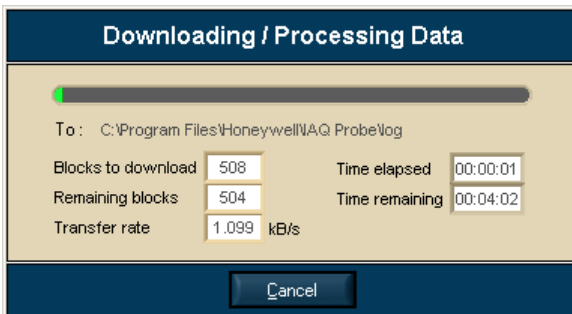 Downloading / Processing Data
To: C:\Program Files\Honeywell\IAQ Probe\log
Blocks to download 508 Time elapsed 00:00:01
Remaining blocks 504 Time remaining 00:04:02
Transfer rate 1.099 kB/s
Cancel